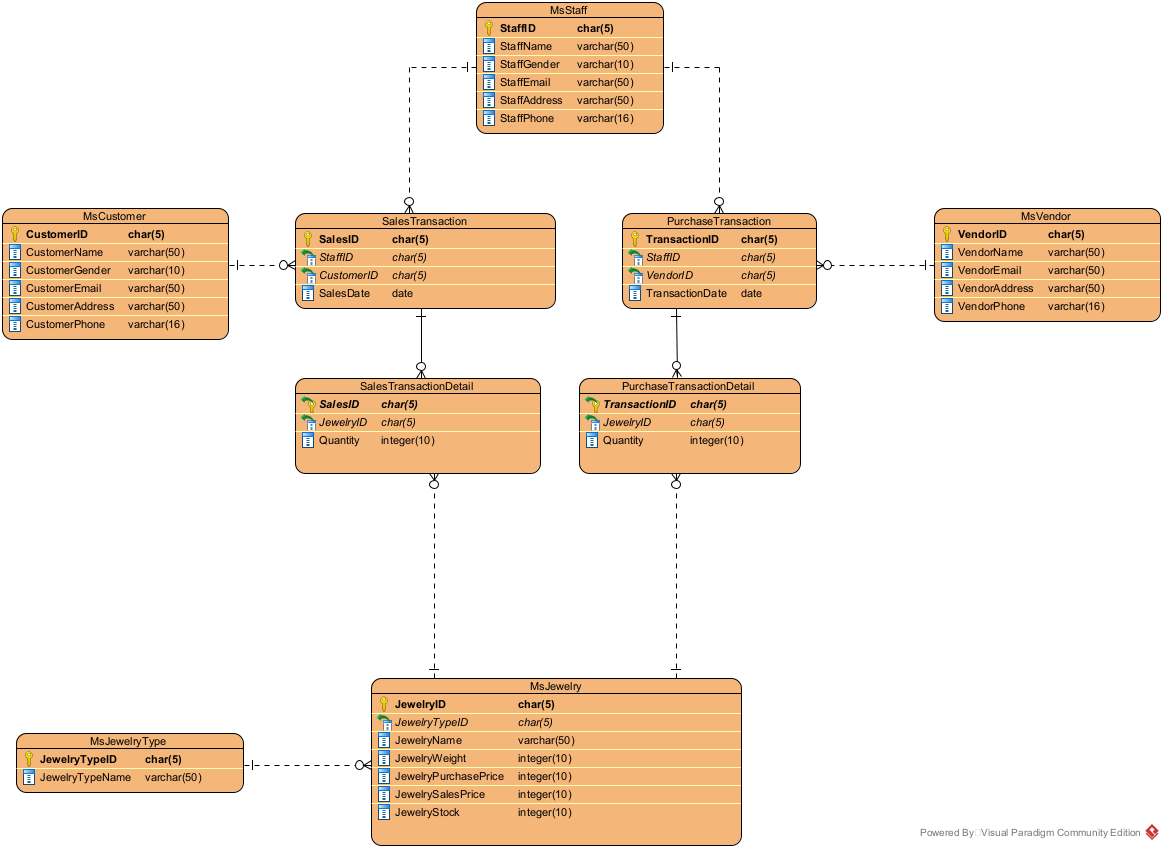 MsStaff
StaffID char(5)
StaffName varchar(50)
StaffGender varchar(10)
StaffEmail varchar(50)
StaffAddress varchar(50)
StaffPhone varchar(16)
MsCustomer
CustomerID char(5)
CustomerName varchar(50)
CustomerGender varchar(10)
CustomerEmail varchar(50)
CustomerAddress varchar(50)
CustomerPhone varchar(16)
SalesTransaction
SalesID char(5)
StaffID char(5)
CustomerID char(5)
SalesDate date
PurchaseTransaction
TransactionID char(5)
StaffID char(5)
VendorID char(5)
TransactionDate date
MsVendor
VendorID char(5)
VendorName varchar(50)
VendorEmail varchar(50)
VendorAddress varchar(50)
VendorPhone varchar(16)
SalesTransactionDetail
SalesID char(5)
JewelryID char(5)
Quantity integer(10)
PurchaseTransactionDetail
TransactionID char(5)
JewelryID char(5)
Quantity integer(10)
MsJewelryType
JewelryTypeID char(5)
JewelryTypeName varchar(50)
MsJewelry
JewelryID char(5)
JewelryTypeID char(5)
JewelryName varchar(50)
JewelryWeight integer(10)
JewelryPurchasePrice integer(10)
JewelrySalesPrice integer(10)
JewelryStock integer(10)
Powered By Visual Paradigm Community Edition